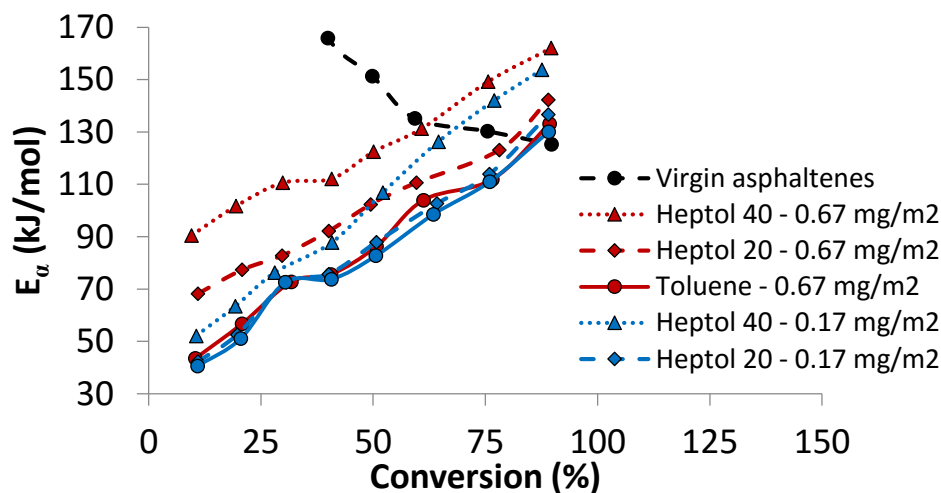 170
150
130
110
90
70
50
30
Eα (kJ/mol)
0
25
50
75
100
125
150
Conversion (%)
Virgin asphaltenes
Heptol 40 - 0.67 mg/m2
Heptol 20 - 0.67 mg/m2
Toluene - 0.67 mg/m2
Heptol 40 - 0.17 mg/m2
Heptol 20 - 0.17 mg/m2